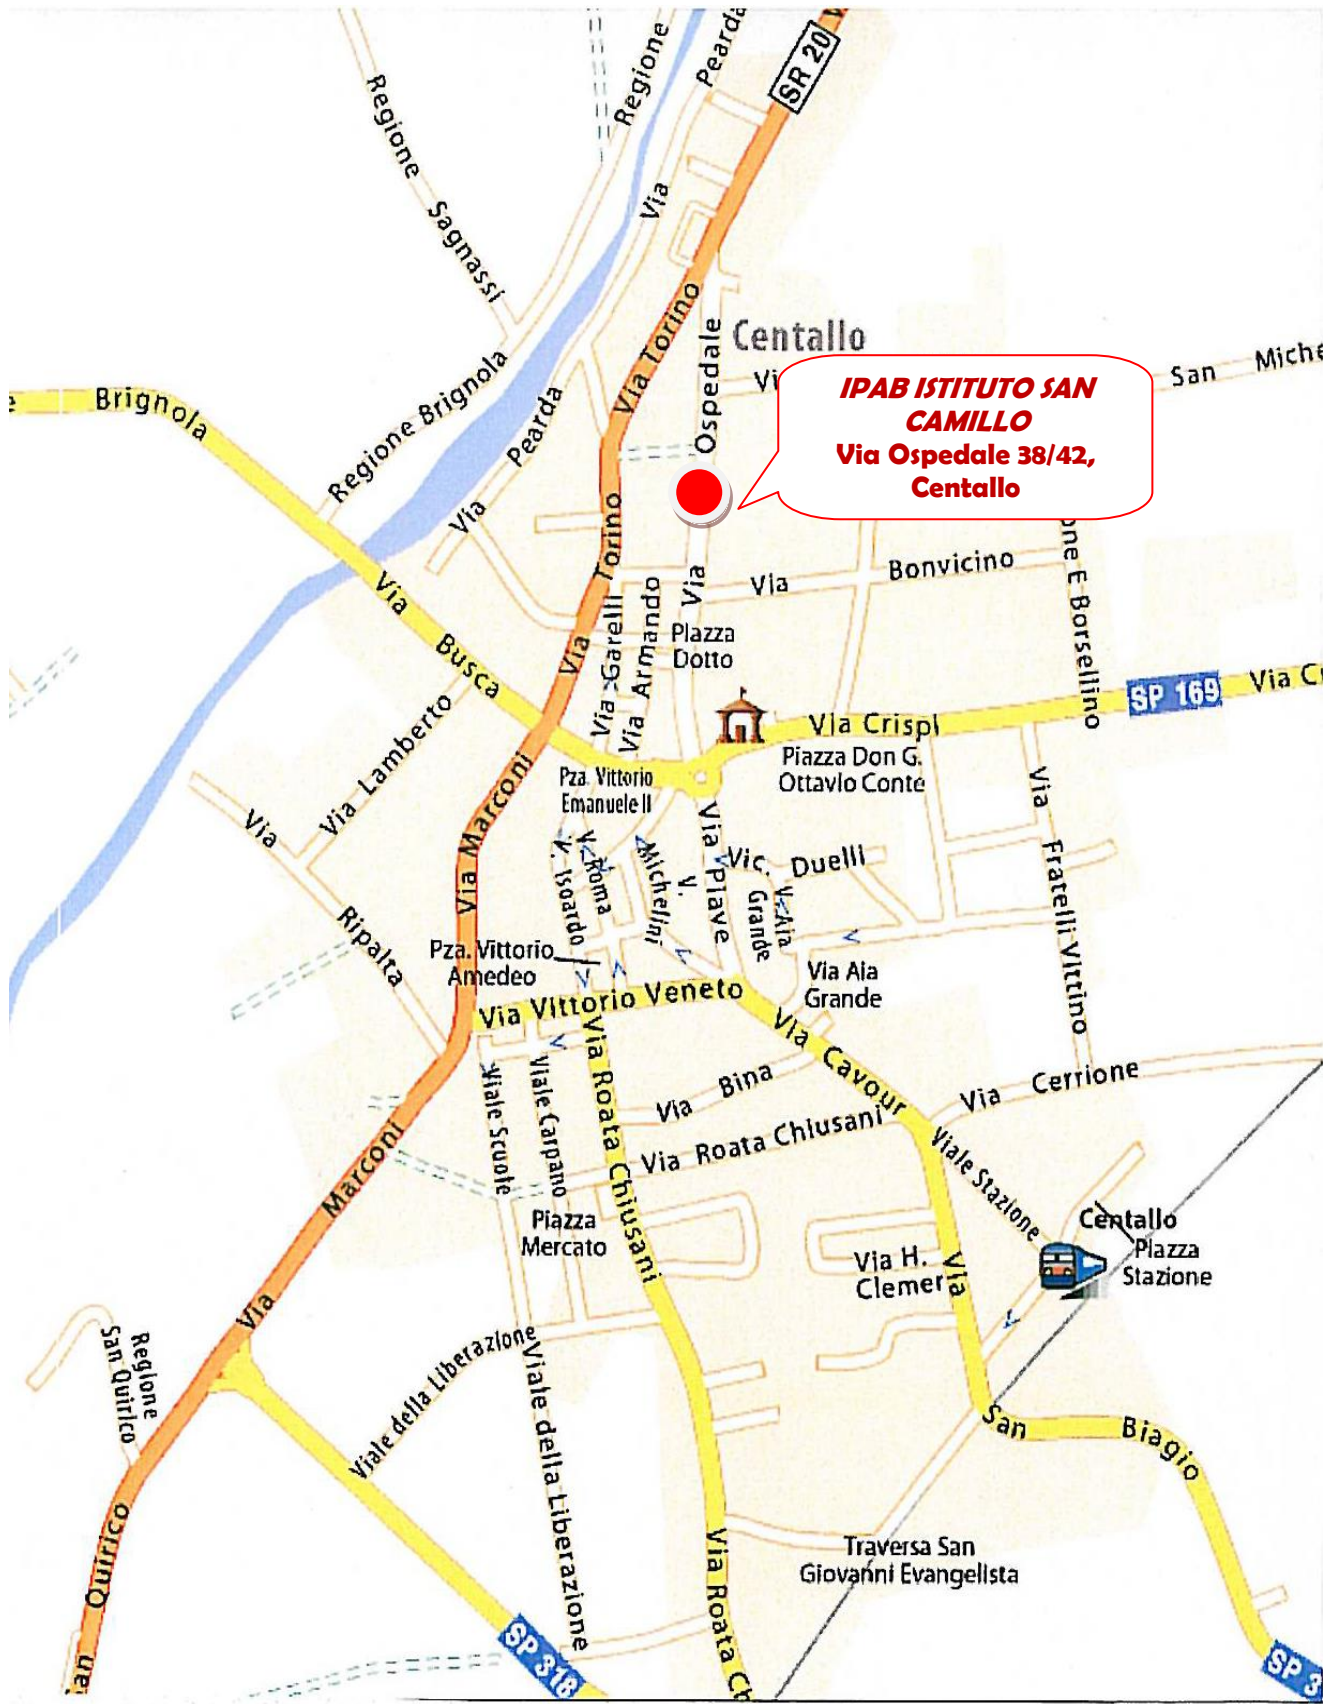 Regione
Pearda
SR 20
Regione
Sagnassi
Via
Via Torino
Ospedale
Centallo
San Miche
IPAB ISTITUTO SAN
CAMILLO
Via Ospedale 38/42,
Centallo
Brignola
Regione Brignola
Pearda
Via
Via
Torino
Via
Bonvicino
one E Borsellino
Via
Via
Busca
Via
Via Garelli
Via Armando
Piazza
Dotto
SP 169
Via C
Via Crispi
Piazza Don G.
Ottavio Conte
Via Lamberto
Via Marconi
Pza. Vittorio
Emanuele II
Via
Via
Piave
Vic. Duelli
V. Isoardo
V. Roma
V.
Michelini
V. Aia
Grande
Via
Fratelli Vittino
Ripalta
Pza. Vittorio
Amedeo
Via Aia
Grande
Via Vittorio Veneto
Via Cavour
Viale Scuole
Viale Carpano
Via Roata Chiusani
Via Bina
Via Cerrione
Via Roata Chiusani
Viale Stazione
Via Marconi
Piazza
Mercato
Centallo
Piazza
Stazione
Via H.
Clemer
Via
San
Biagio
Regione
San Quirico
Viale della Liberazione
Viale della Liberazione
Traversa San
Giovanni Evangelista
Via Roata Ch
an Quirico
SP 318
SP 3